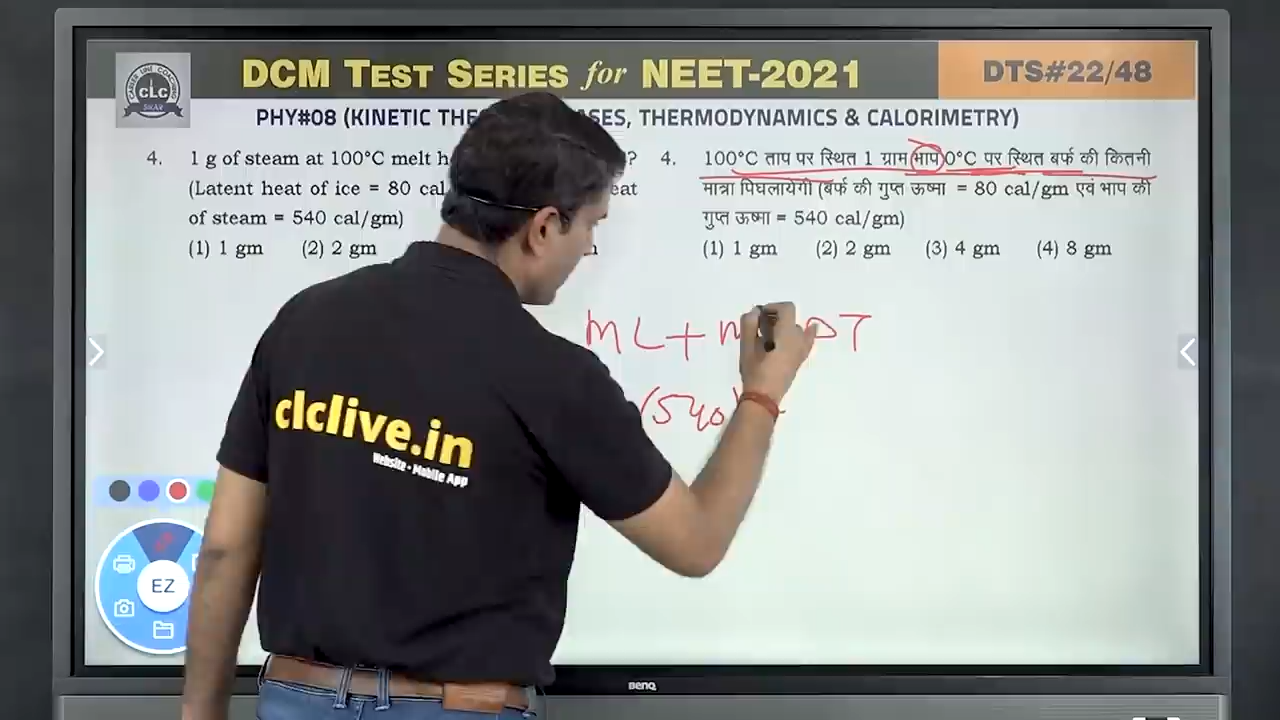 DCM TEST SERIES for NEET-2021
DTS#22/48
CLC
SIKAR
PHY#08 (KINETIC THE ASES, THERMODYNAMICS & CALORIMETRY)
4. 1 g of steam at 100°C melt h ?
(Latent heat of ice = 80 cal eat
of steam = 540 cal/gm)
(1) 1 gm (2) 2 gm
4. 100°C ताप पर स्थित 1 ग्राम भाप 0°C पर स्थित बर्फ की कितनी
मात्रा पिघलायेगी (बर्फ की गुप्त ऊष्मा = 80 cal/gm एवं भाप की
गुप्त ऊष्मा = 540 cal/gm)
(1) 1 gm (2) 2 gm (3) 4 gm (4) 8 gm
mL + m DT
(540)
clclive.in
Website • Mobile App
EZ
BenQ